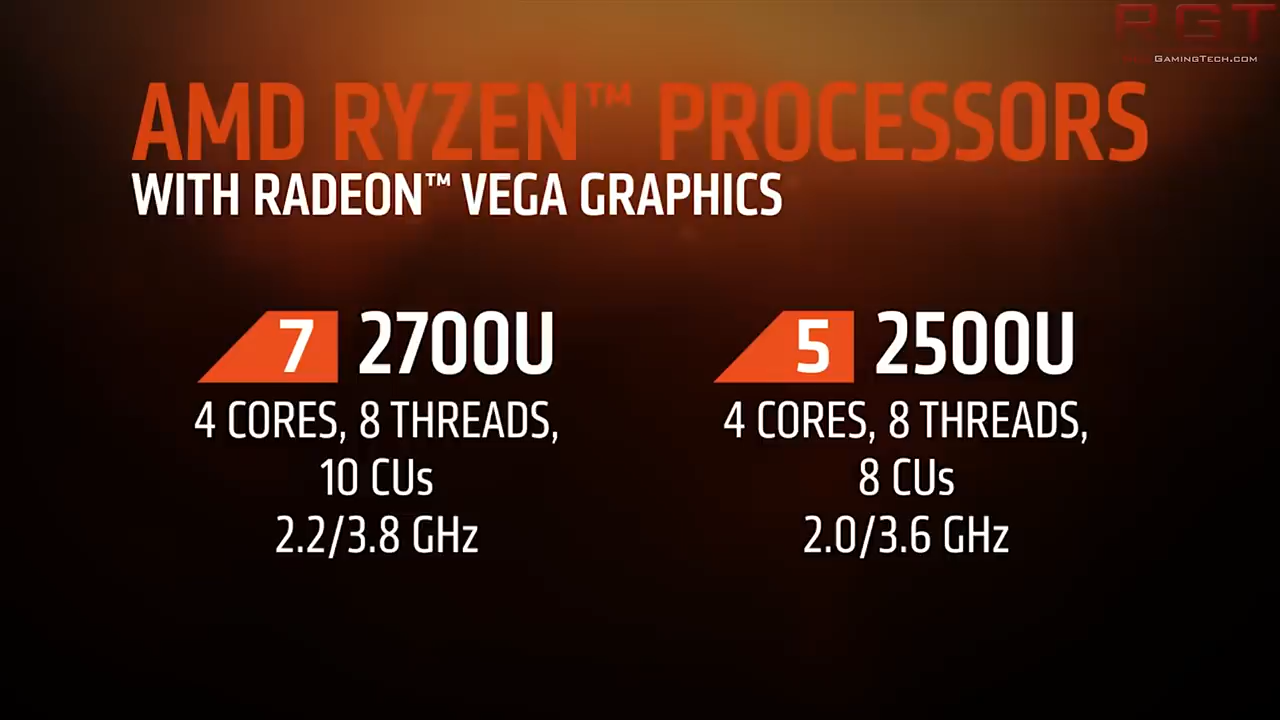 RGT
RedGamingTech.com
AMD RYZEN™ PROCESSORS
WITH RADEON™ VEGA GRAPHICS
7 2700U
4 CORES, 8 THREADS,
10 CUs
2.2/3.8 GHz
5 2500U
4 CORES, 8 THREADS,
8 CUs
2.0/3.6 GHz